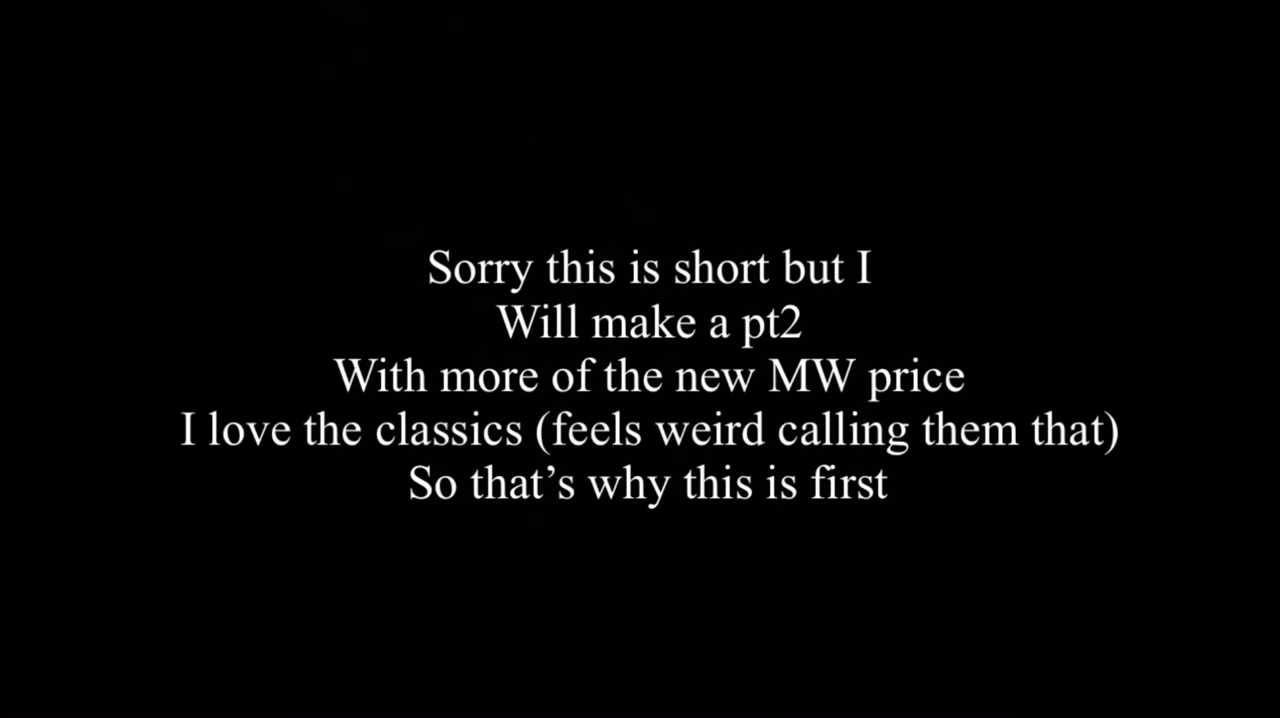 Sorry this is short but I
Will make a pt2
With more of the new MW price
I love the classics (feels weird calling them that)
So that’s why this is first